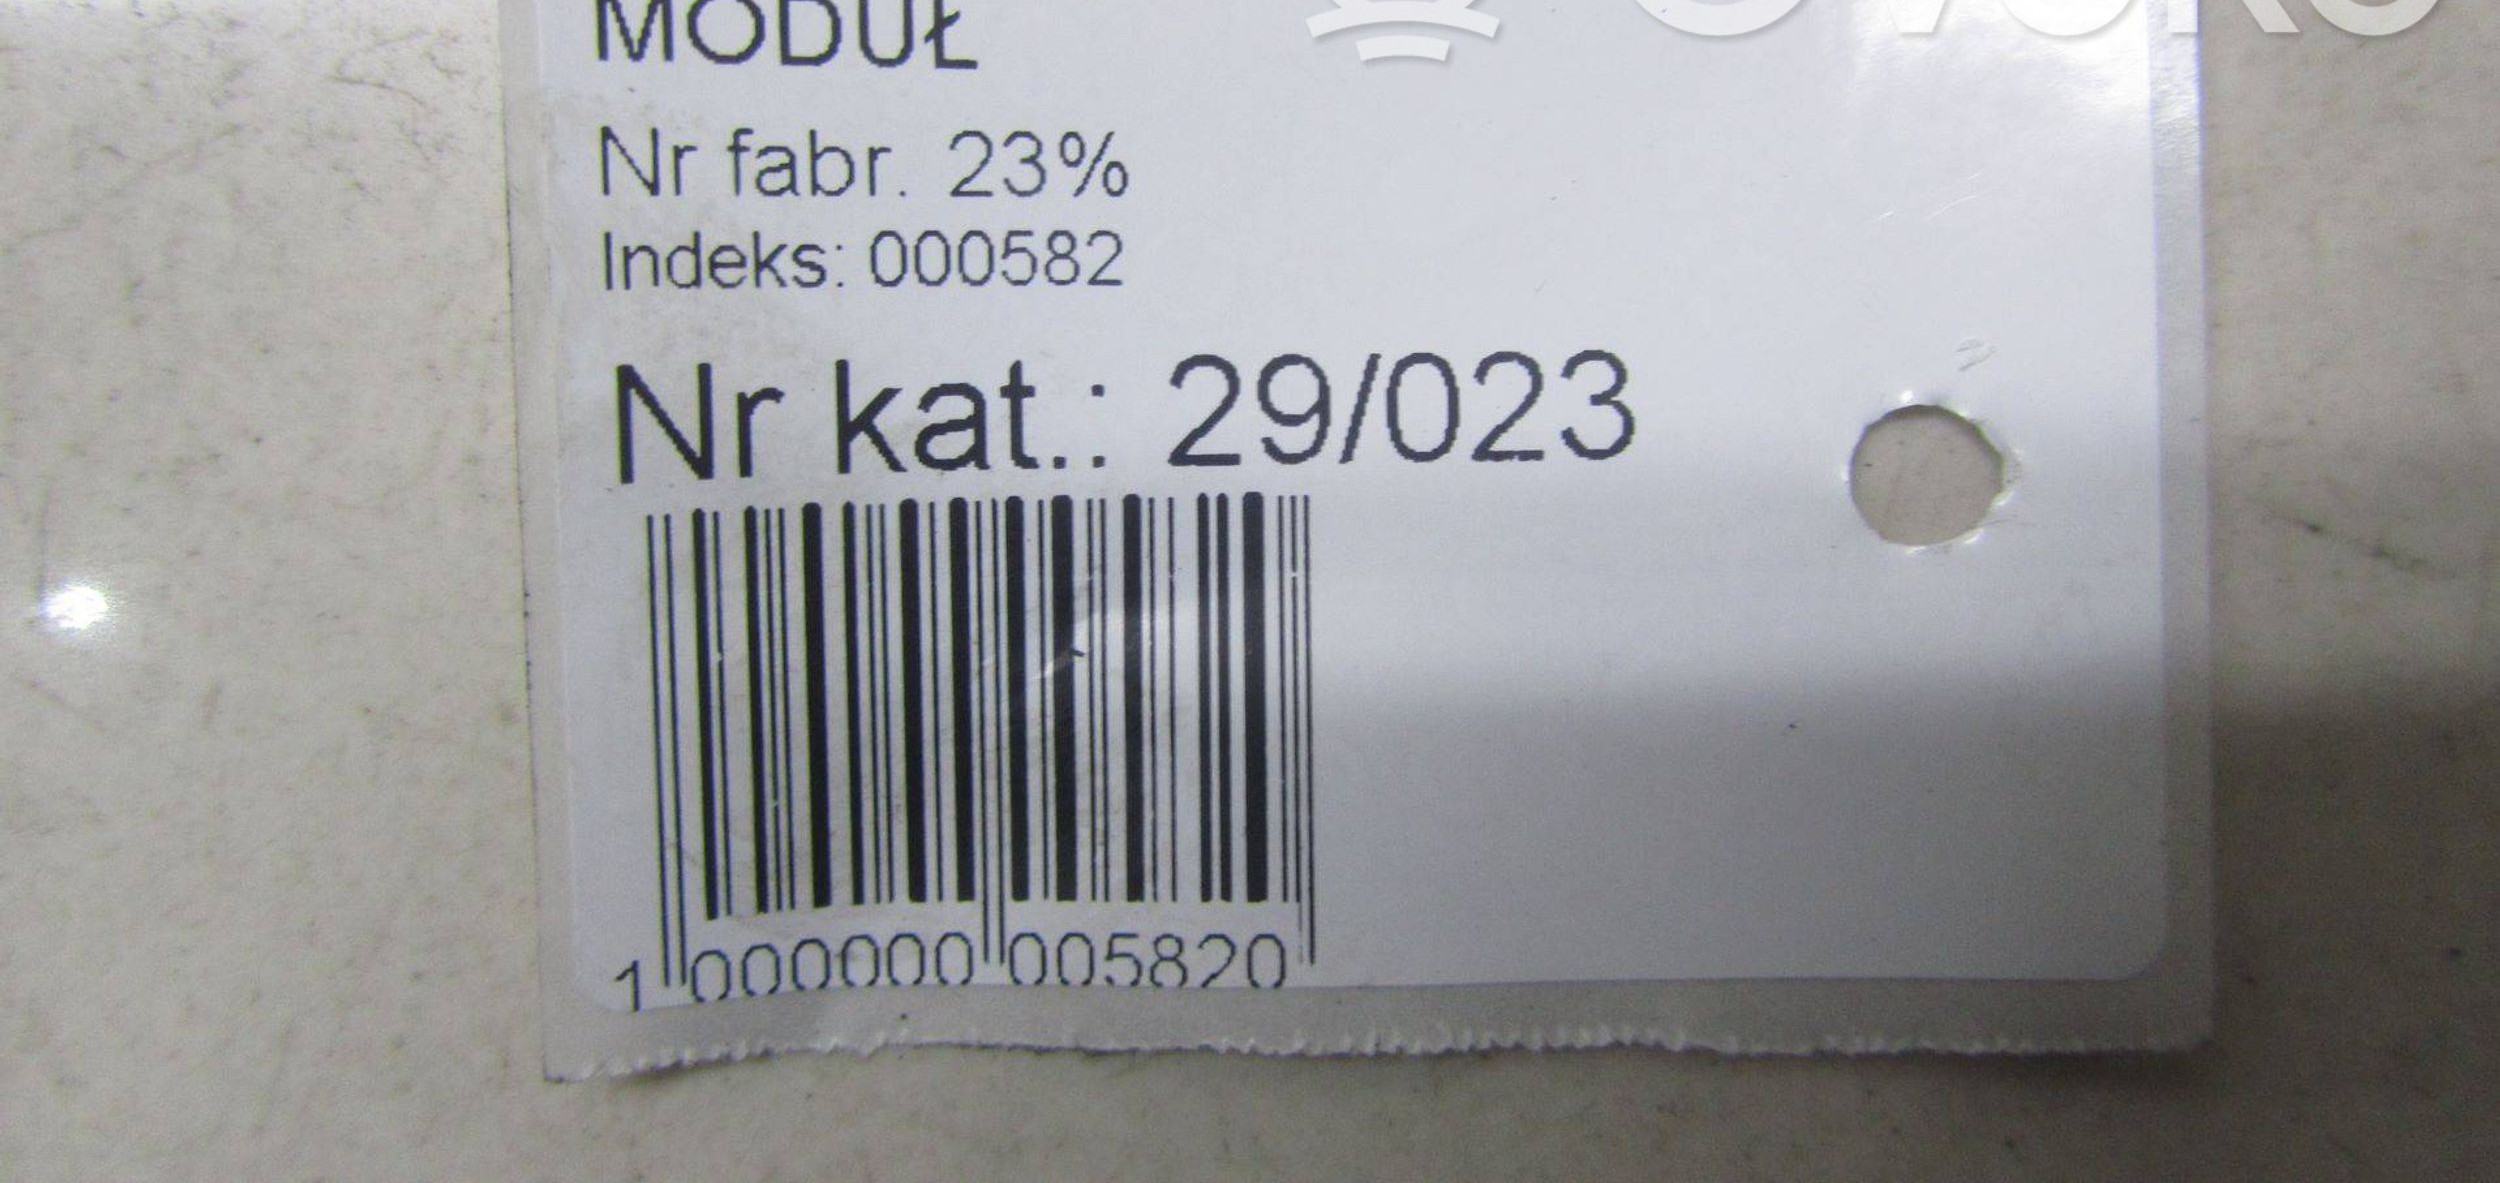 MODUŁ
Nr fabr. 23%
Indeks: 000582
Nr kat.: 29/023
1 000000 005820